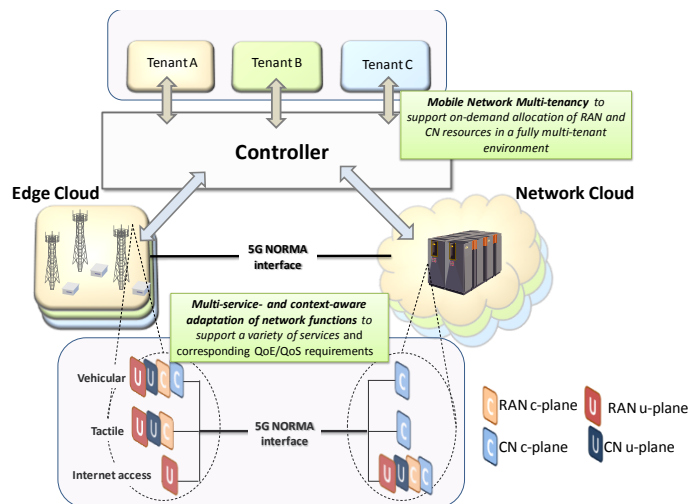 Tenant A
Tenant B
Tenant C
Mobile Network Multi-tenancy to
support on-demand allocation of RAN and
CN resources in a fully multi-tenant
environment
Controller
Edge Cloud
Network Cloud
5G NORMA
interface
Multi-service- and context-aware
adaptation of network functions to
support a variety of services and
corresponding QoE/QoS requirements
Vehicular
U U C C
C
Tactile
U U C
5G NORMA
interface
C
Internet access
U
U U C C
C RAN c-plane
U RAN u-plane
C CN c-plane
U CN u-plane